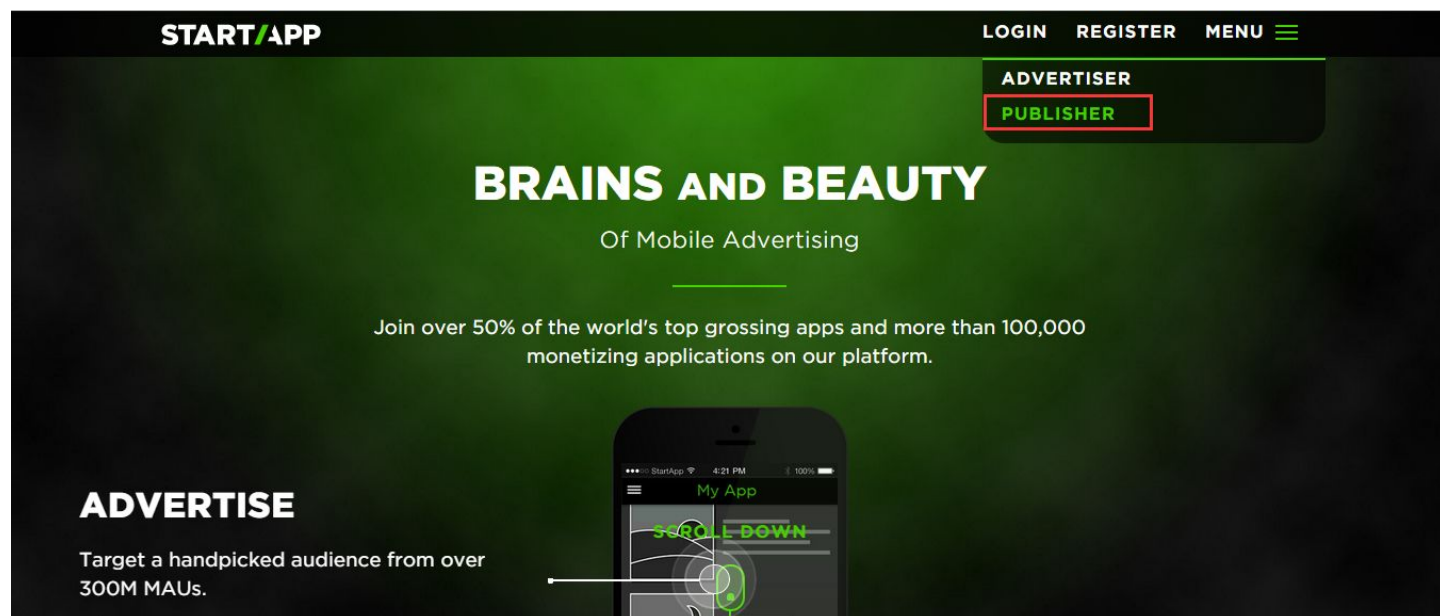 START/APP
LOGIN REGISTER MENU
ADVERTISER
PUBLISHER
BRAINS AND BEAUTY
Of Mobile Advertising
Join over 50% of the world's top grossing apps and more than 100,000
monetizing applications on our platform.
StartApp 4:21 PM 100%
My App
SCROLL DOWN
ADVERTISE
Target a handpicked audience from over
300M MAUs.